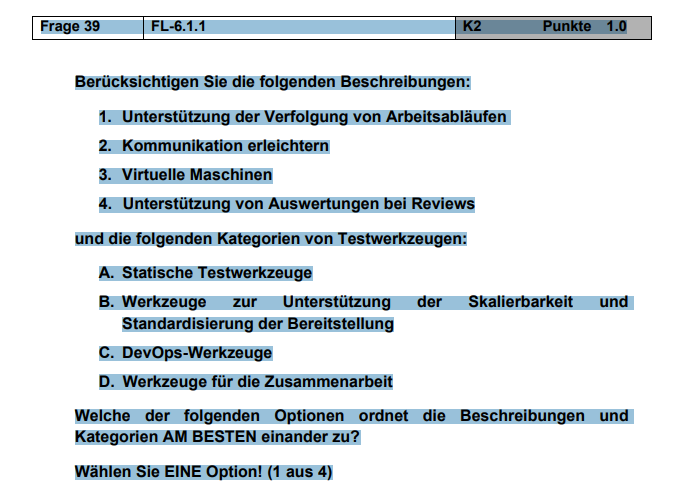 Frage 39 FL-6.1.1 K2 Punkte 1.0
Berücksichtigen Sie die folgenden Beschreibungen:
1. Unterstützung der Verfolgung von Arbeitsabläufen
2. Kommunikation erleichtern
3. Virtuelle Maschinen
4. Unterstützung von Auswertungen bei Reviews
und die folgenden Kategorien von Testwerkzeugen:
A. Statische Testwerkzeuge
B. Werkzeuge zur Unterstützung der Skalierbarkeit und
Standardisierung der Bereitstellung
C. DevOps-Werkzeuge
D. Werkzeuge für die Zusammenarbeit
Welche der folgenden Optionen ordnet die Beschreibungen und
Kategorien AM BESTEN einander zu?
Wählen Sie EINE Option! (1 aus 4)